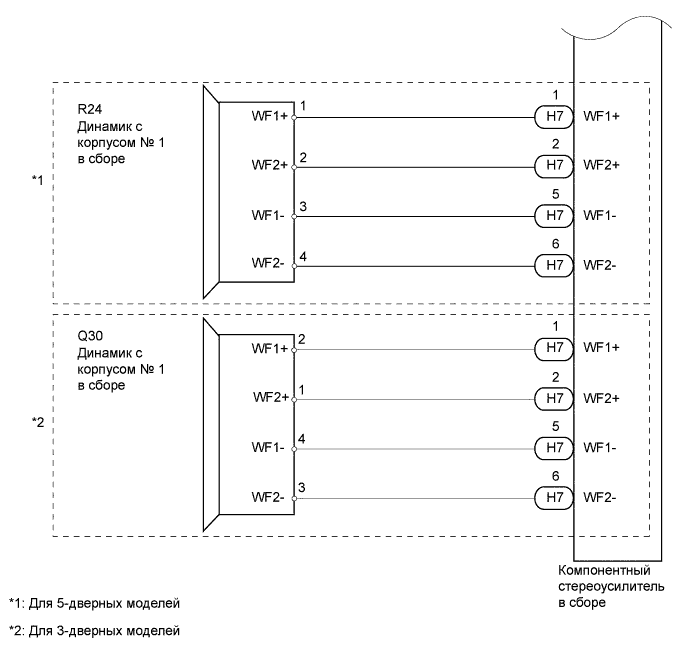 R24
Динамик с
корпусом № 1
в сборе
*1
WF1+ 1 1 H7 WF1+
WF2+ 2 2 H7 WF2+
WF1- 3 5 H7 WF1-
WF2- 4 6 H7 WF2-
Q30
Динамик с
корпусом № 1
в сборе
*2
WF1+ 2 1 H7 WF1+
WF2+ 1 2 H7 WF2+
WF1- 4 5 H7 WF1-
WF2- 3 6 H7 WF2-
Компонентный
стереоусилитель
в сборе
*1: Для 5-дверных моделей
*2: Для 3-дверных моделей